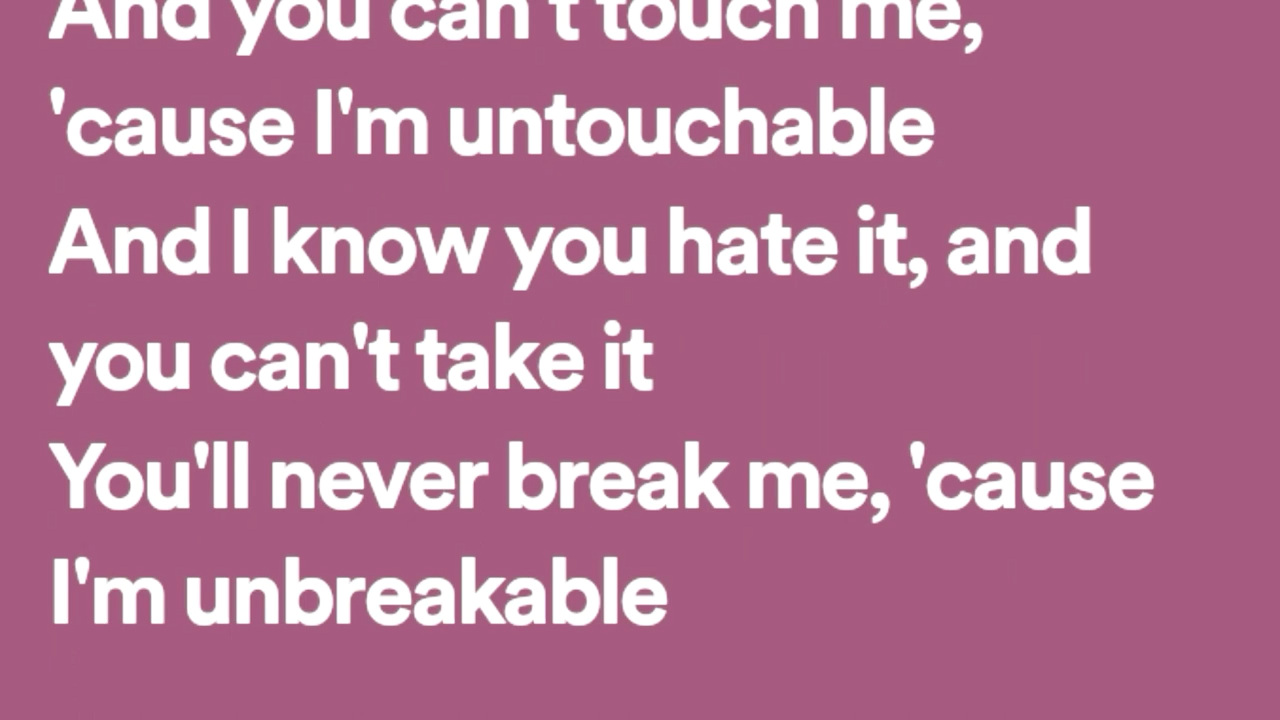 And you can't touch me,
'cause I'm untouchable
And I know you hate it, and
you can't take it
You'll never break me, 'cause
I'm unbreakable